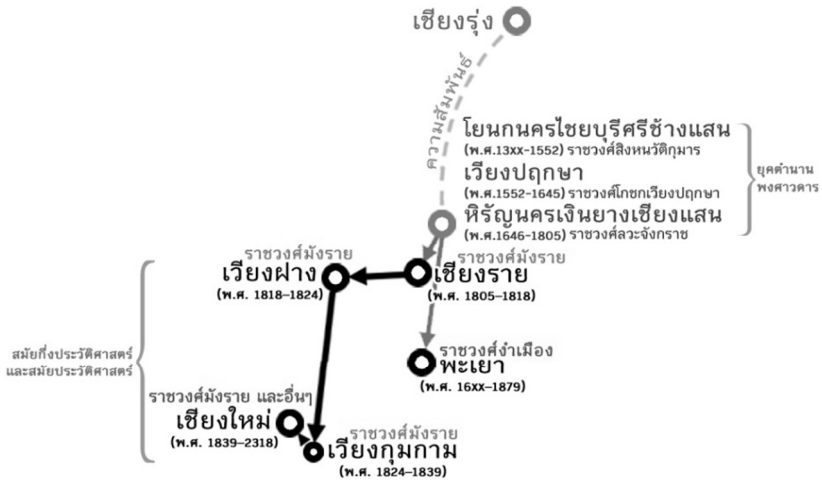 เชียงรุ่ง
ความสัมพันธ์
โยนกนครไชยบุรีศรีช้างแสน
(พ.ศ.13xx-1552) ราชวงศ์สิงหนวัติกุมาร
เวียงปฤกษา
(พ.ศ.1552-1645) ราชวงศ์โภชกเวียงปฤกษา
หิรัญนครเงินยางเชียงแสน
(พ.ศ.1646-1805) ราชวงศ์ลวะจังกราช
ยุคตำนาน
พงศาวดาร
ราชวงศ์มังราย
เวียงฝาง
(พ.ศ. 1818–1824)
ราชวงศ์มังราย
เชียงราย
(พ.ศ. 1805-1818)
ราชวงศ์งำเมือง
พะเยา
(พ.ศ. 16xx–1879)
สมัยกึ่งประวัติศาสตร์
และสมัยประวัติศาสตร์
ราชวงศ์มังราย และอื่นๆ
เชียงใหม่
(พ.ศ. 1839–2318)
ราชวงศ์มังราย
เวียงกุมกาม
(พ.ศ. 1824–1839)